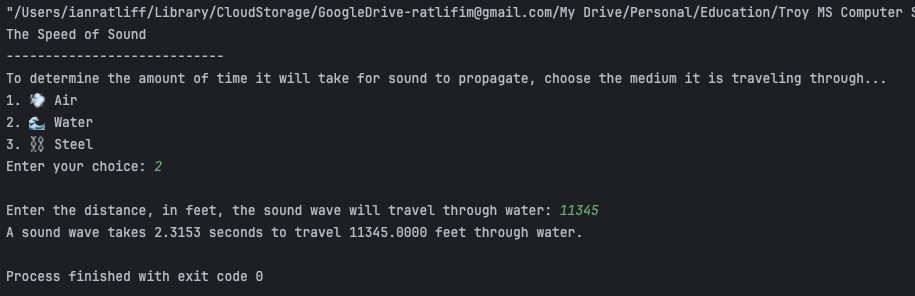 "/Users/ianratliff/Library/CloudStorage/GoogleDrive-ratlifim@gmail.com/My Drive/Personal/Education/Troy MS Computer S
The Speed of Sound
----------------------------
To determine the amount of time it will take for sound to propagate, choose the medium it is traveling through...
1. 💨 Air
2. 🌊 Water
3. ⛓ Steel
Enter your choice: 2
Enter the distance, in feet, the sound wave will travel through water: 11345
A sound wave takes 2.3153 seconds to travel 11345.0000 feet through water.
Process finished with exit code 0